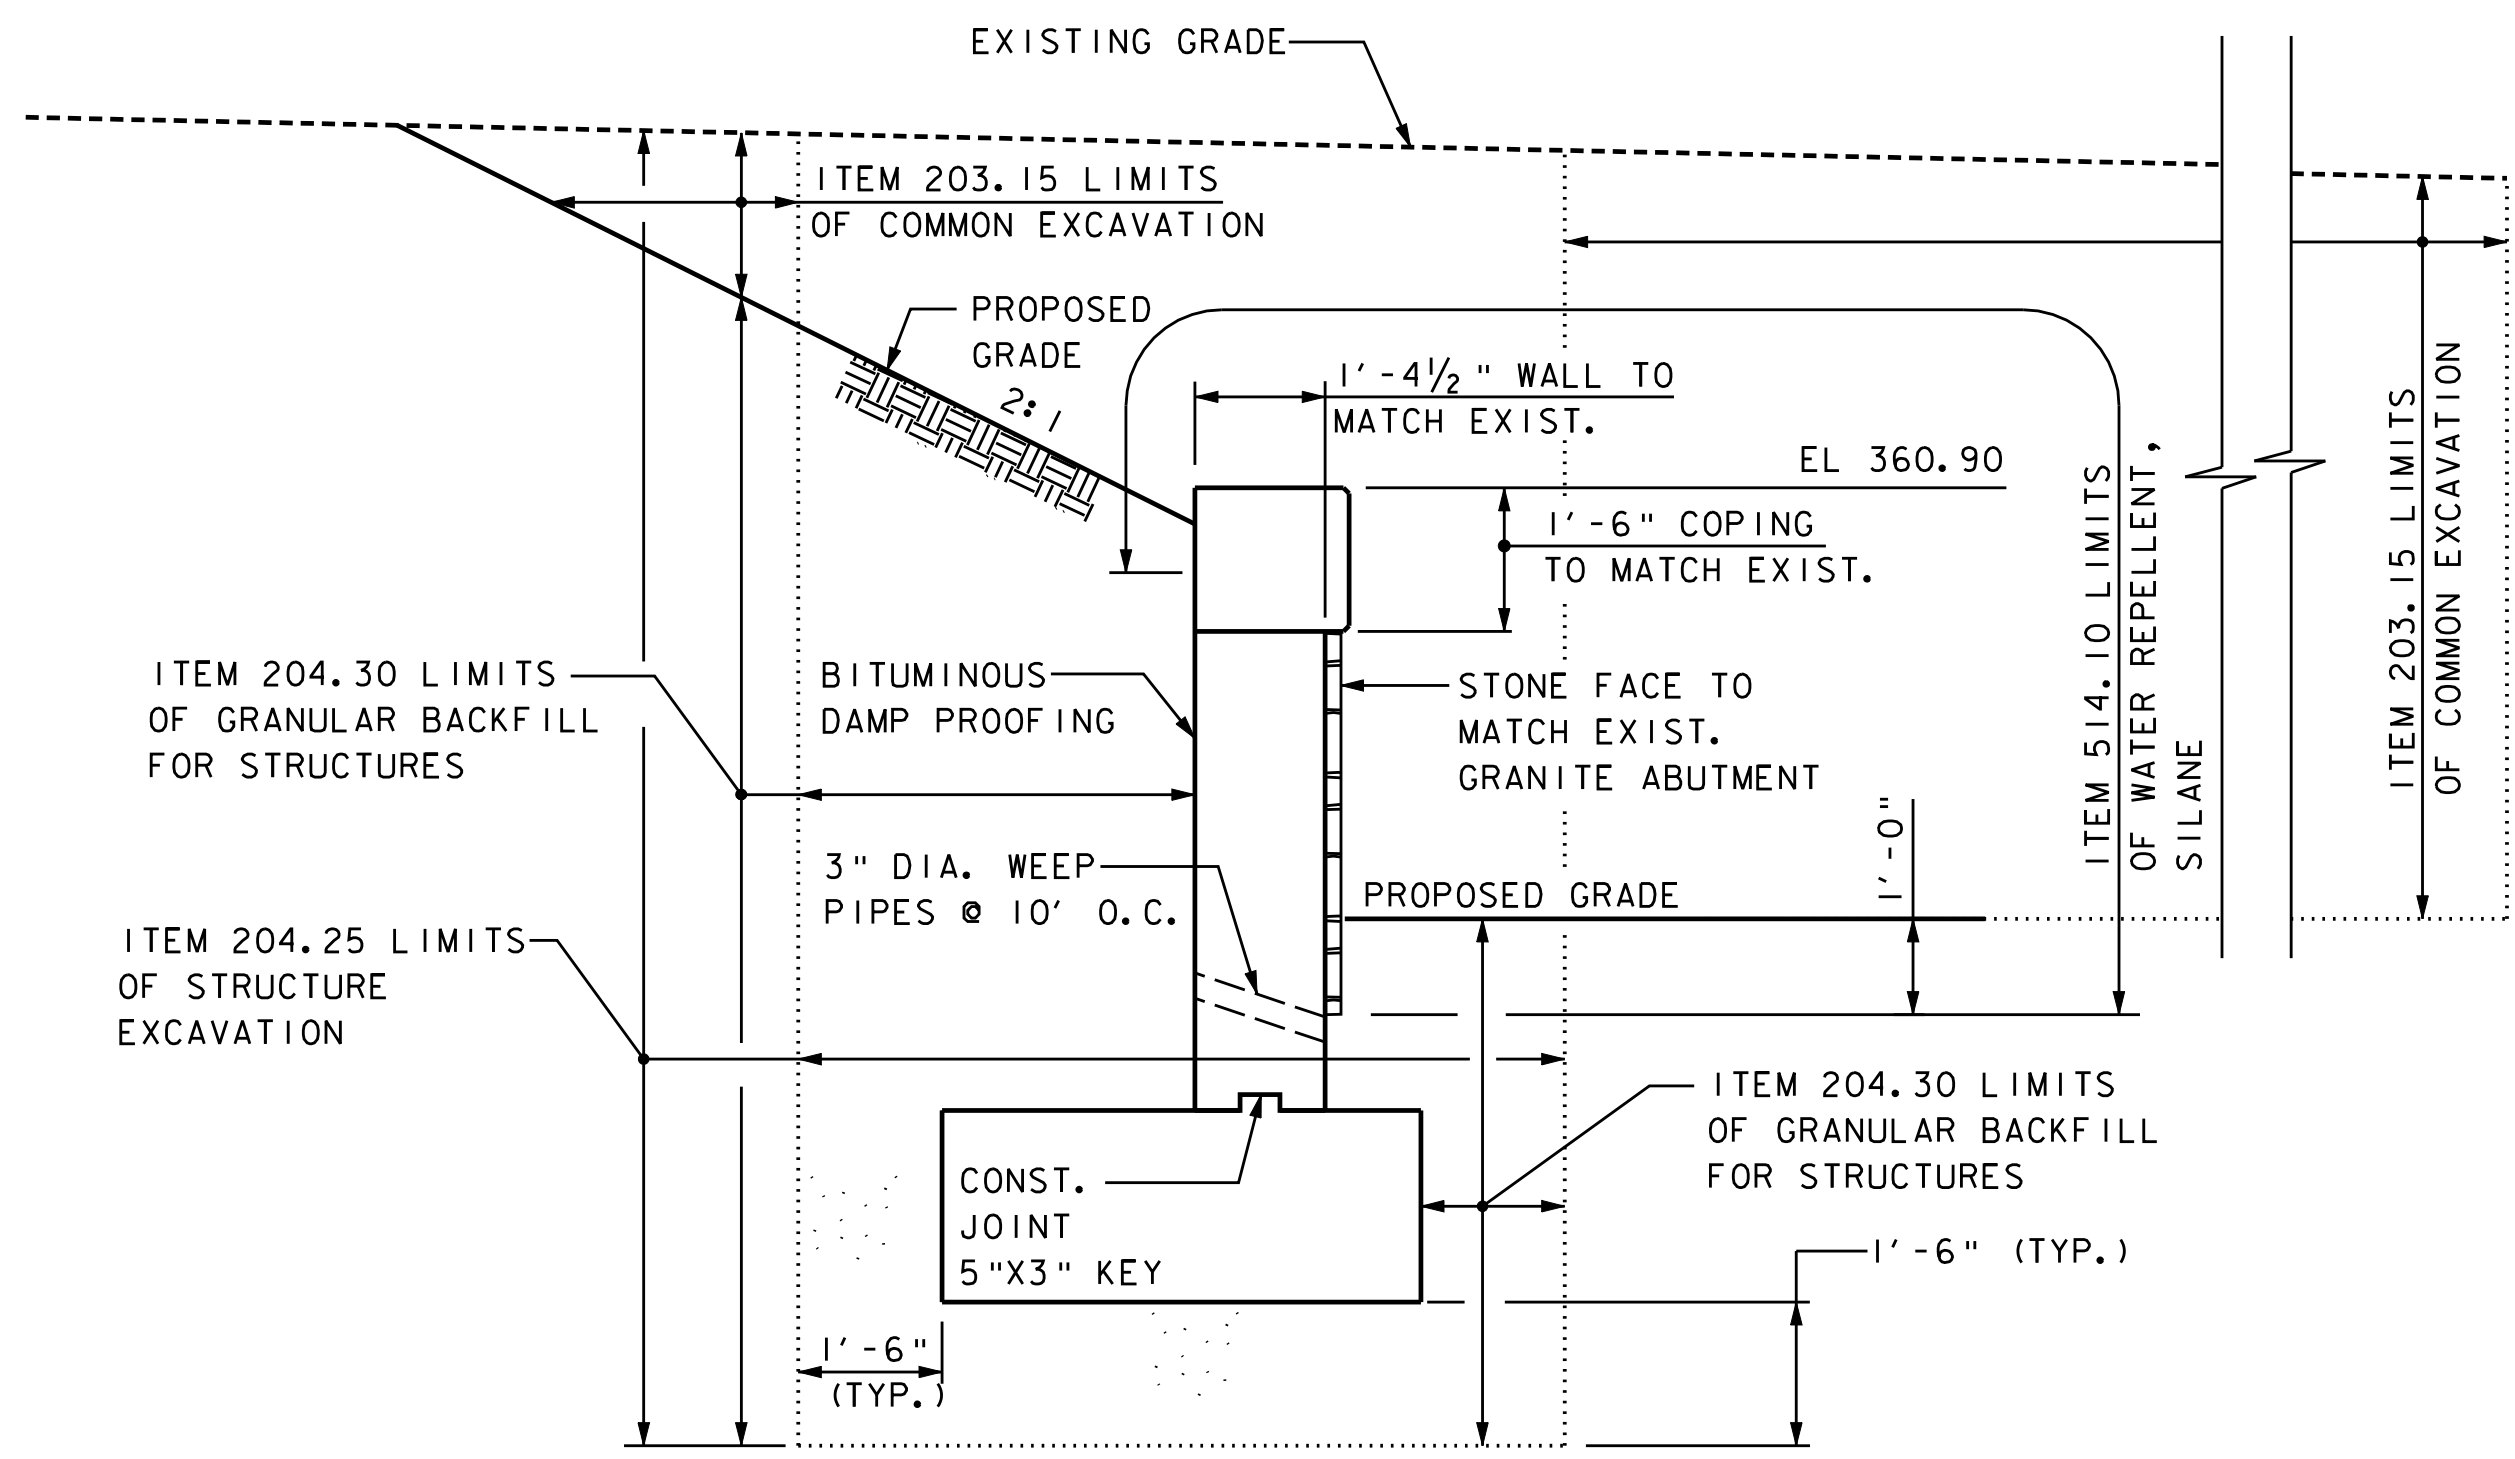 EXISTING GRADE
ITEM 203.15 LIMITS
OF COMMON EXCAVATION
PROPOSED
GRADE
2:1
1'-4½" WALL TO
MATCH EXIST.
EL 360.90
1'-6" COPING
TO MATCH EXIST.
ITEM 204.30 LIMITS
OF GRANULAR BACKFILL
FOR STRUCTURES
BITUMINOUS
DAMP PROOFING
STONE FACE TO
MATCH EXIST.
GRANITE ABUTMENT
ITEM 514.10 LIMITS
OF WATER REPELLENT,
SILANE
ITEM 203.15 LIMITS
OF COMMON EXCAVATION
1'-0"
3" DIA. WEEP
PIPES @ 10' O.C.
PROPOSED GRADE
ITEM 204.25 LIMITS
OF STRUCTURE
EXCAVATION
ITEM 204.30 LIMITS
OF GRANULAR BACKFILL
FOR STRUCTURES
CONST.
JOINT
5"X3" KEY
1'-6" (TYP.)
1'-6"
(TYP.)